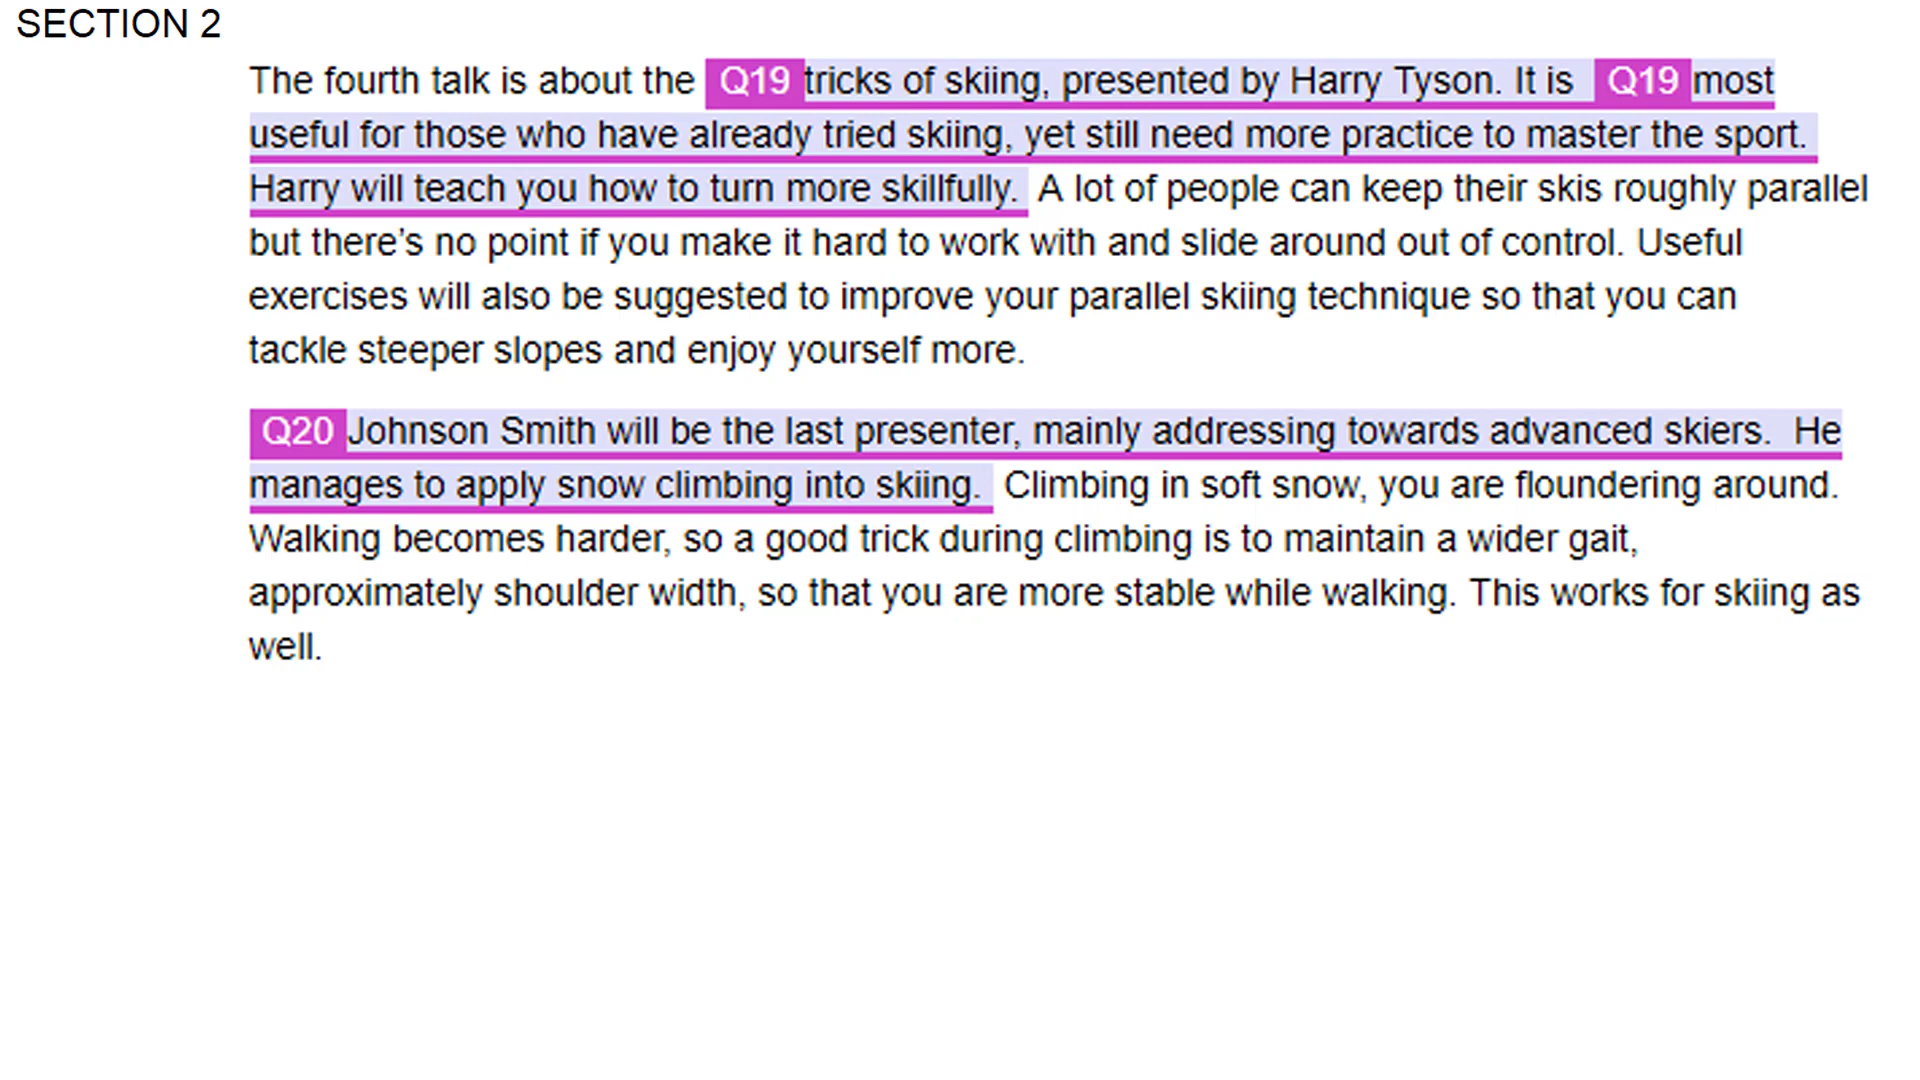 SECTION 2
The fourth talk is about the Q19 tricks of skiing, presented by Harry Tyson. It is Q19 most
useful for those who have already tried skiing, yet still need more practice to master the sport.
Harry will teach you how to turn more skillfully. A lot of people can keep their skis roughly parallel
but there’s no point if you make it hard to work with and slide around out of control. Useful
exercises will also be suggested to improve your parallel skiing technique so that you can
tackle steeper slopes and enjoy yourself more.
Q20 Johnson Smith will be the last presenter, mainly addressing towards advanced skiers. He
manages to apply snow climbing into skiing. Climbing in soft snow, you are floundering around.
Walking becomes harder, so a good trick during climbing is to maintain a wider gait,
approximately shoulder width, so that you are more stable while walking. This works for skiing as
well.